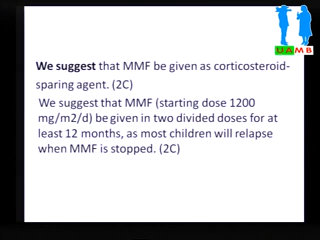 UAMB
We suggest that MMF be given as corticosteroid-
sparing agent. (2C)
We suggest that MMF (starting dose 1200
mg/m2/d) be given in two divided doses for at
least 12 months, as most children will relapse
when MMF is stopped. (2C)